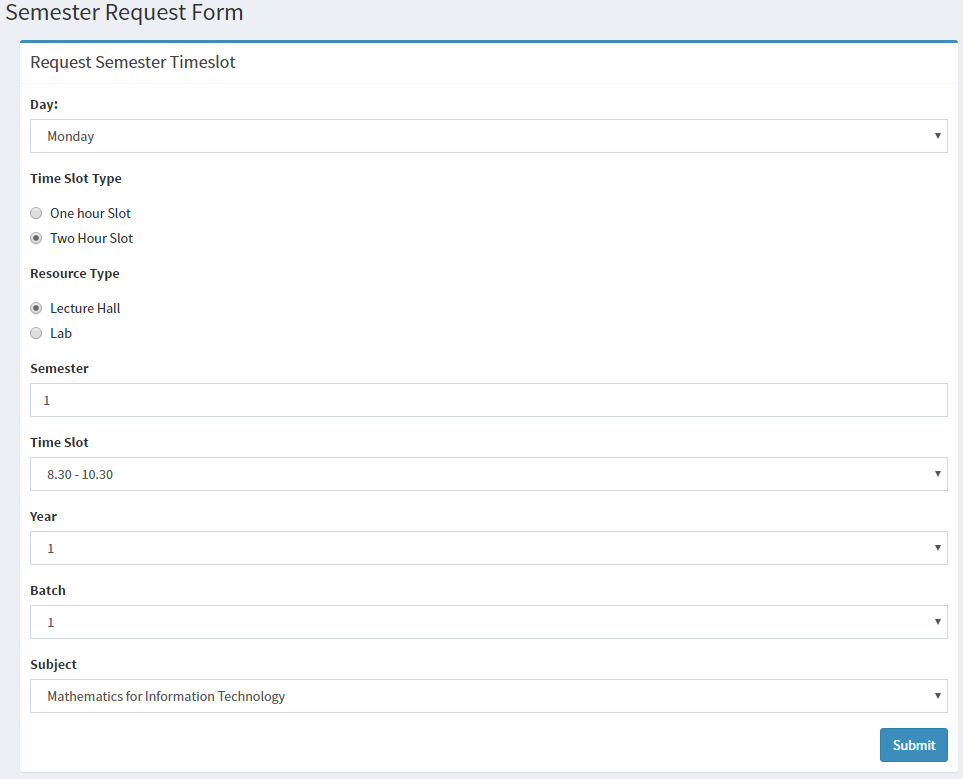 Semester Request Form
Request Semester Timeslot
Day:
Monday
Time Slot Type
One hour Slot
Two Hour Slot
Resource Type
Lecture Hall
Lab
Semester
1
Time Slot
8.30 - 10.30
Year
1
Batch
1
Subject
Mathematics for Information Technology
Submit